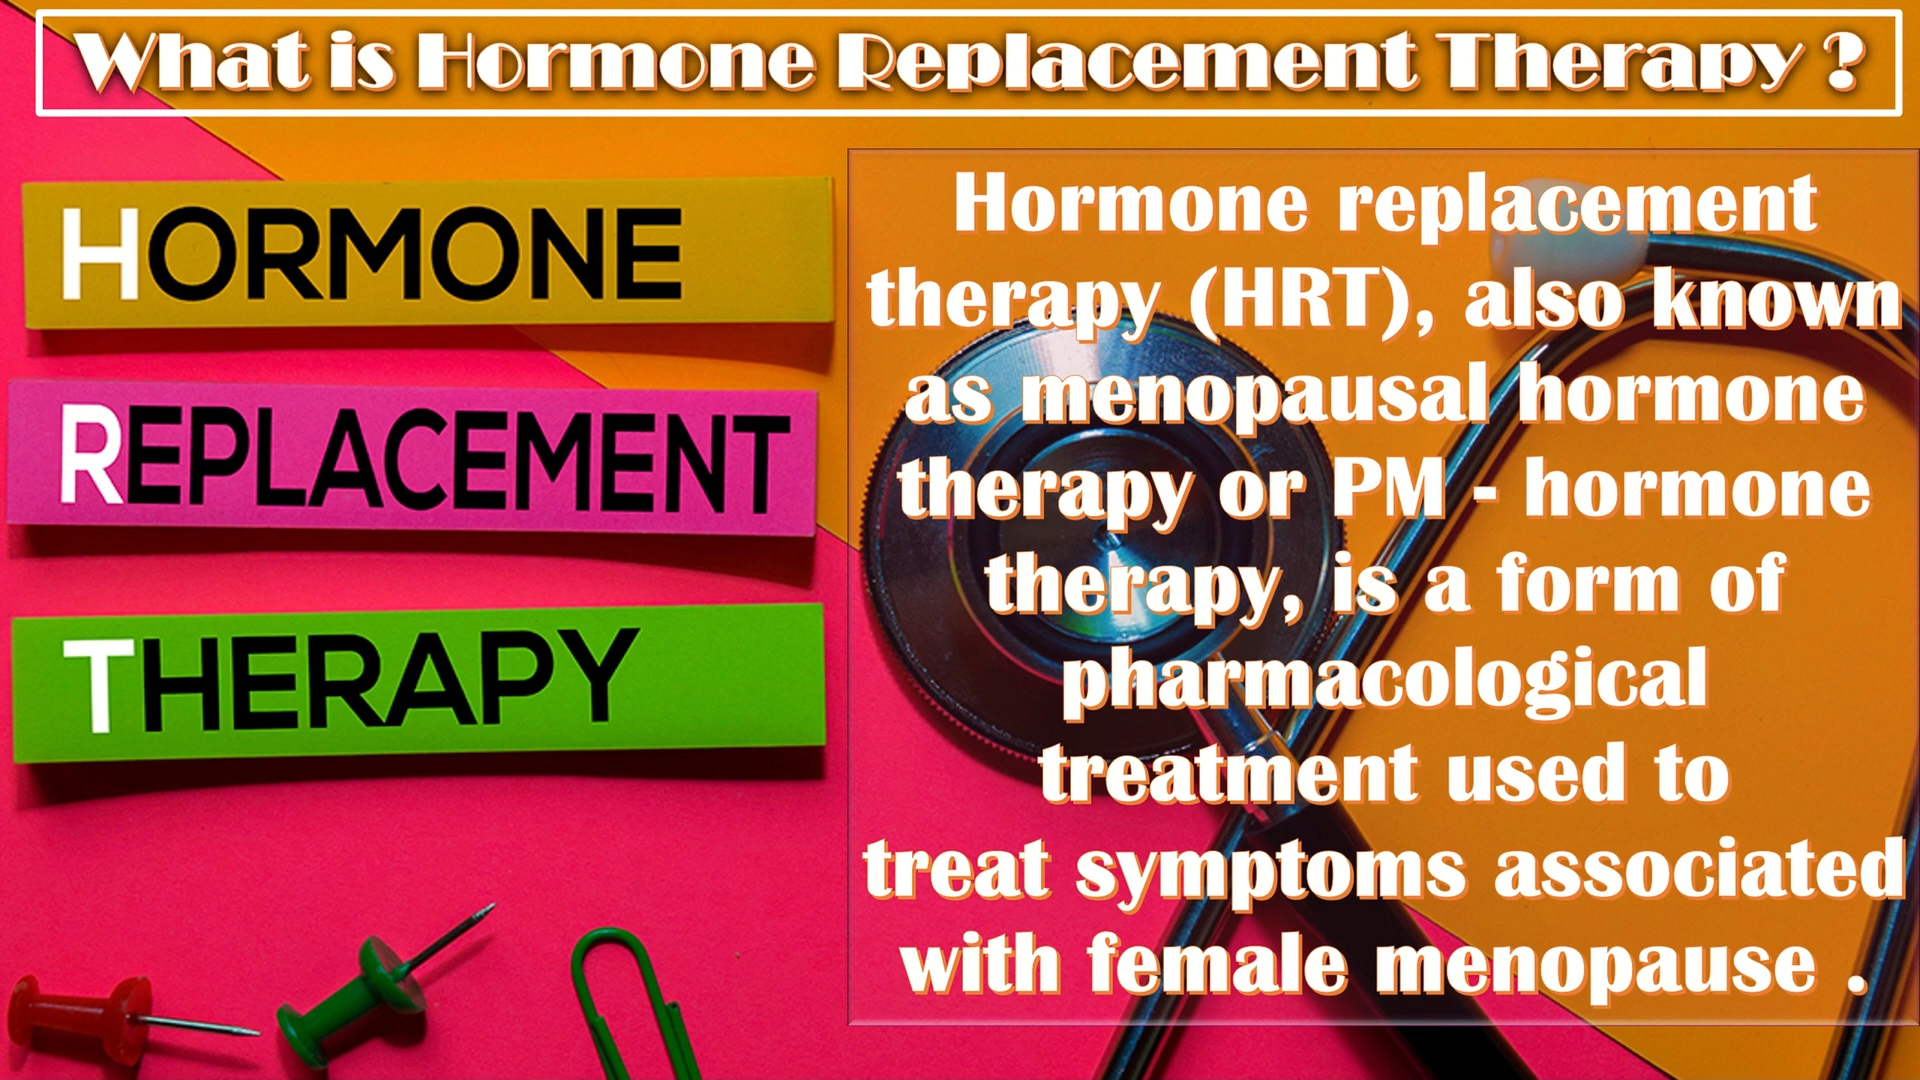 What is Hormone Replacement Therapy ?
HORMONE
REPLACEMENT
THERAPY
Hormone replacement
therapy (HRT), also known
as menopausal hormone
therapy or PM - hormone
therapy, is a form of
pharmacological
treatment used to
treat symptoms associated
with female menopause .